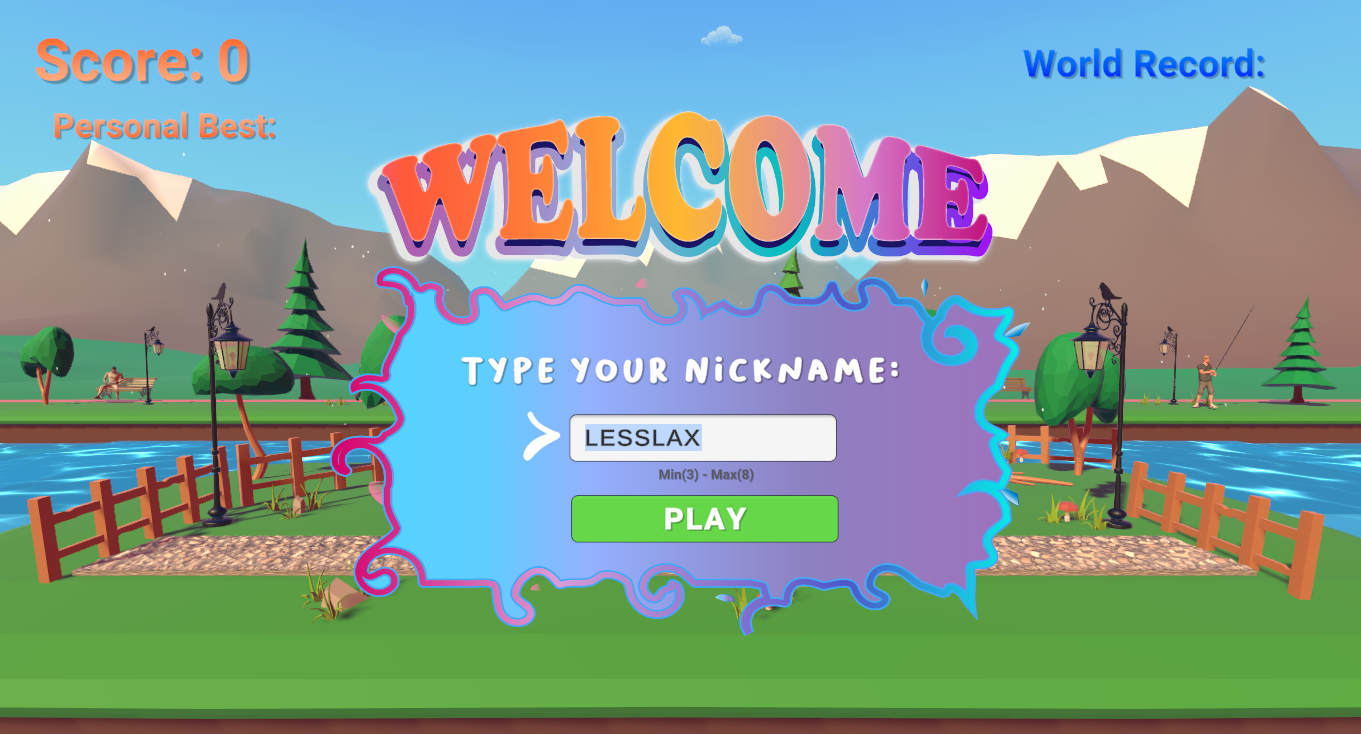 Score: 0
World Record:
Personal Best:
WELCOME
TYPE YOUR NiCKNAME:
LESSLAX
Min(3) - Max(8)
PLAY